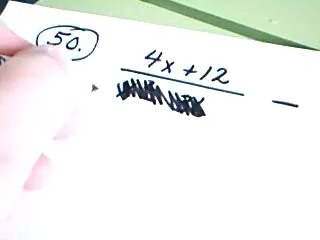 50.
4x + 12
—